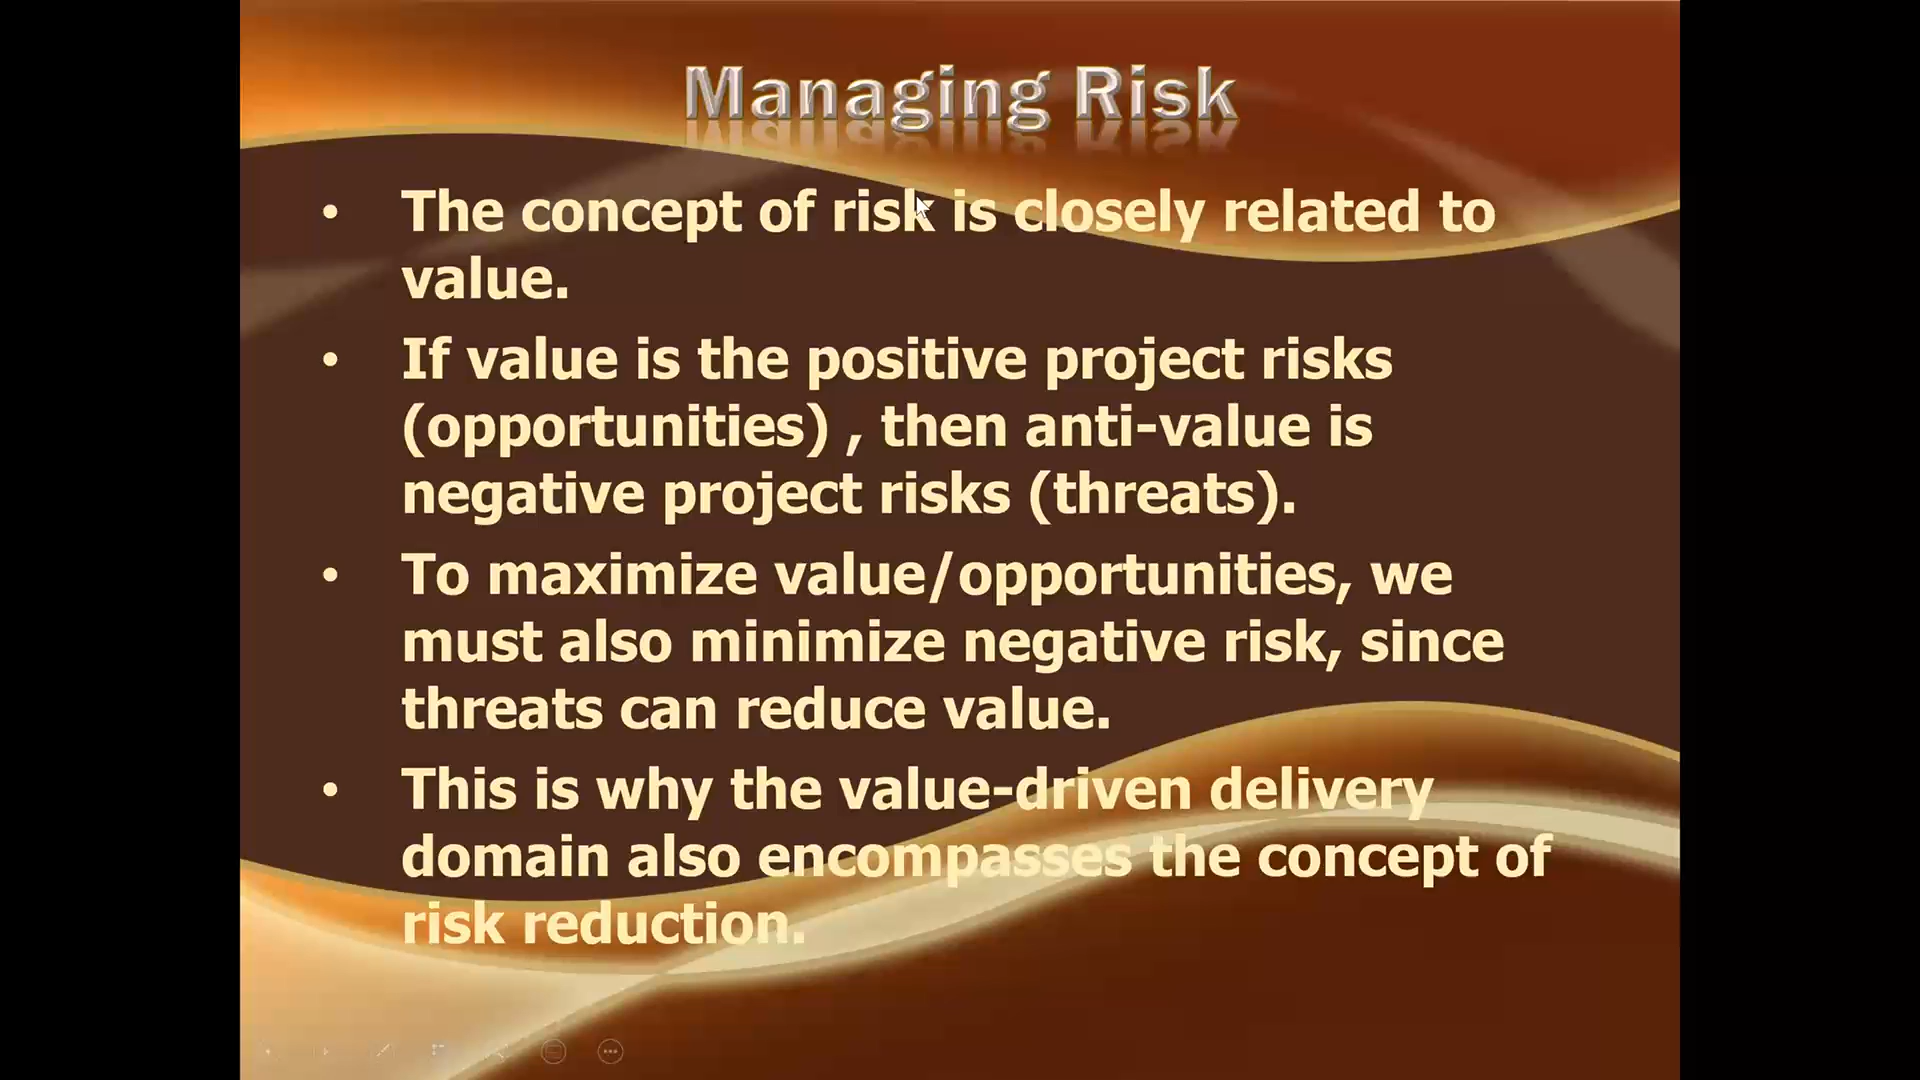 Managing Risk
• The concept of risk is closely related to
value.
• If value is the positive project risks
(opportunities) , then anti-value is
negative project risks (threats).
• To maximize value/opportunities, we
must also minimize negative risk, since
threats can reduce value.
• This is why the value-driven delivery
domain also encompasses the concept of
risk reduction.